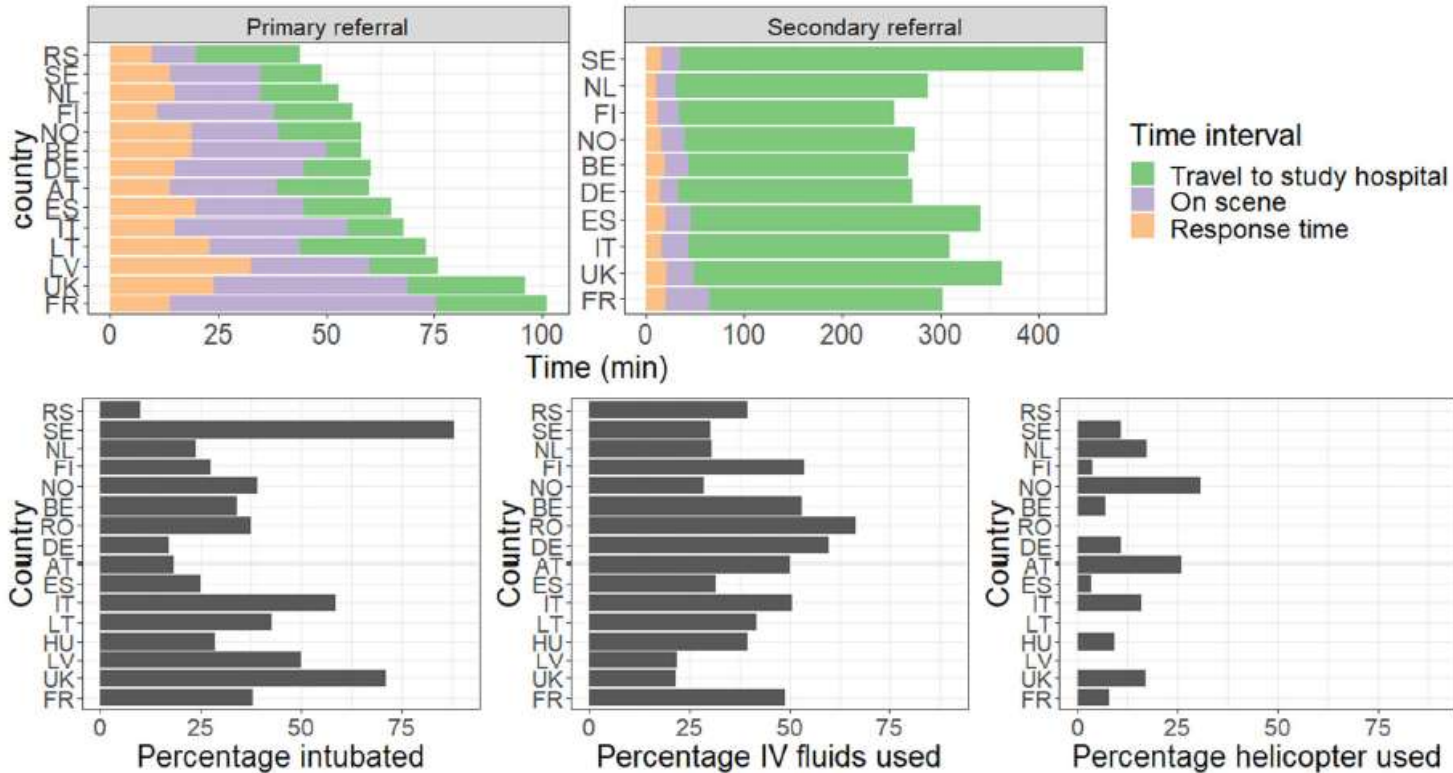 Primary referral
Secondary referral
country
RS
SE
NL
FI
NO
BE
DE
AT
ES
IT
LT
LV
UK
FR
0 25 50 75 100
SE
NL
FI
NO
BE
DE
ES
IT
UK
FR
0 100 200 300 400
Time (min)
Time interval
Travel to study hospital
On scene
Response time
Country
RS
SE
NL
FI
NO
BE
RO
DE
AT
ES
IT
LT
HU
LV
UK
FR
0 25 50 75
Percentage intubated
Country
RS
SE
NL
FI
NO
BE
RO
DE
AT
ES
IT
LT
HU
LV
UK
FR
0 25 50 75
Percentage IV fluids used
Country
RS
SE
NL
FI
NO
BE
RO
DE
AT
ES
IT
LT
HU
LV
UK
FR
0 25 50 75
Percentage helicopter used